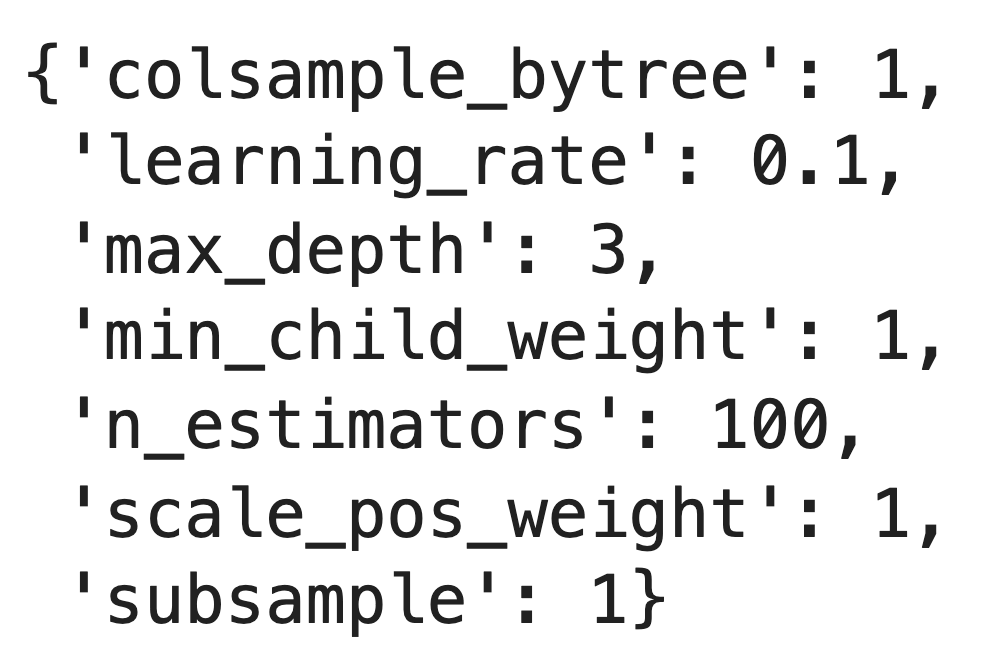 {'colsample_bytree': 1,
 'learning_rate': 0.1,
 'max_depth': 3,
 'min_child_weight': 1,
 'n_estimators': 100,
 'scale_pos_weight': 1,
 'subsample': 1}